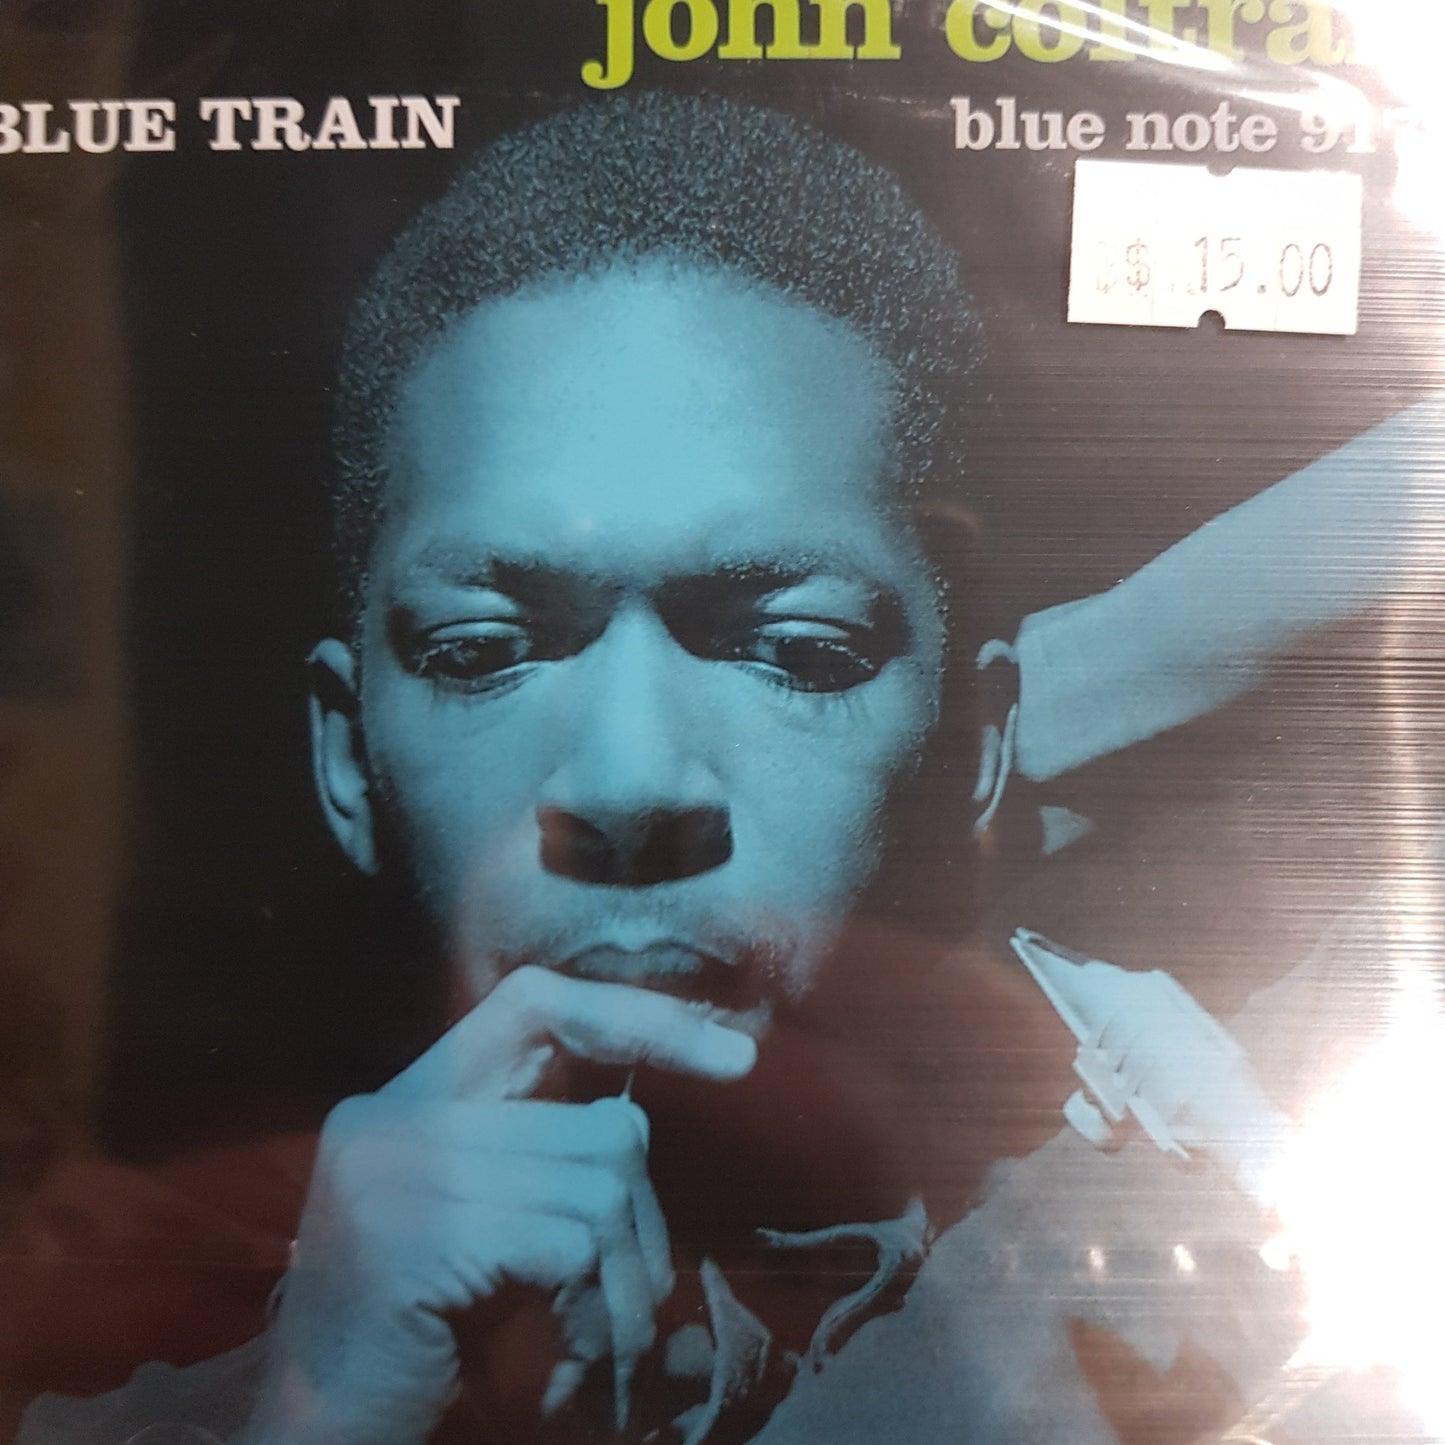 john coltra
BLUE TRAIN
blue note 91
$ 15.00